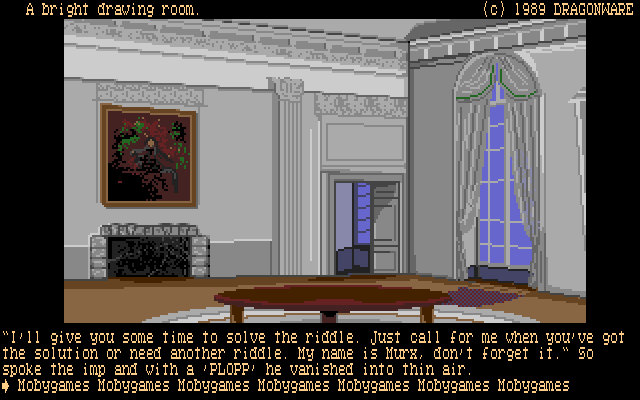 A bright drawing room.
(c) 1989 DRAGONWARE
"I'll give you some time to solve the riddle. Just call for me when you've got
the solution or need another riddle. My name is Murx, don't forget it." So
spoke the imp and with a 'PLOPP' he vanished into thin air.
Mobygames Mobygames Mobygames Mobygames Mobygames Mobygames Mobygames